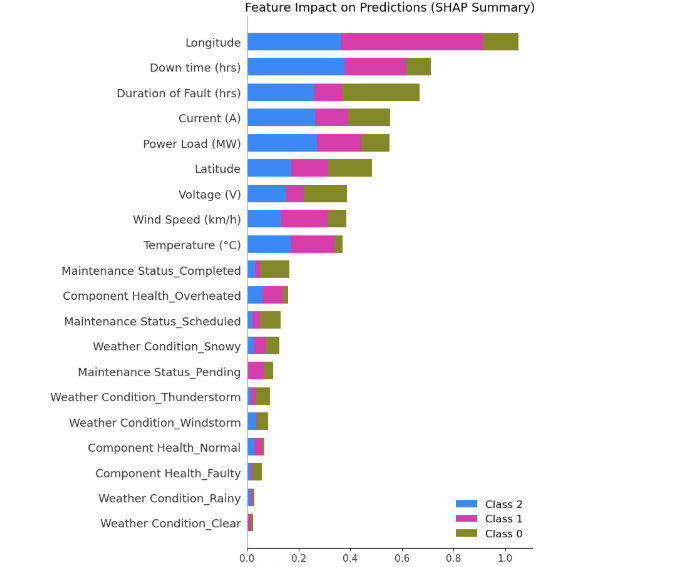 Feature Impact on Predictions (SHAP Summary)
Longitude
Down time (hrs)
Duration of Fault (hrs)
Current (A)
Power Load (MW)
Latitude
Voltage (V)
Wind Speed (km/h)
Temperature (°C)
Maintenance Status_Completed
Component Health_Overheated
Maintenance Status_Scheduled
Weather Condition_Snowy
Maintenance Status_Pending
Weather Condition_Thunderstorm
Weather Condition_Windstorm
Component Health_Normal
Component Health_Faulty
Weather Condition_Rainy
Weather Condition_Clear
Class 2
Class 1
Class 0
0.0 0.2 0.4 0.6 0.8 1.0